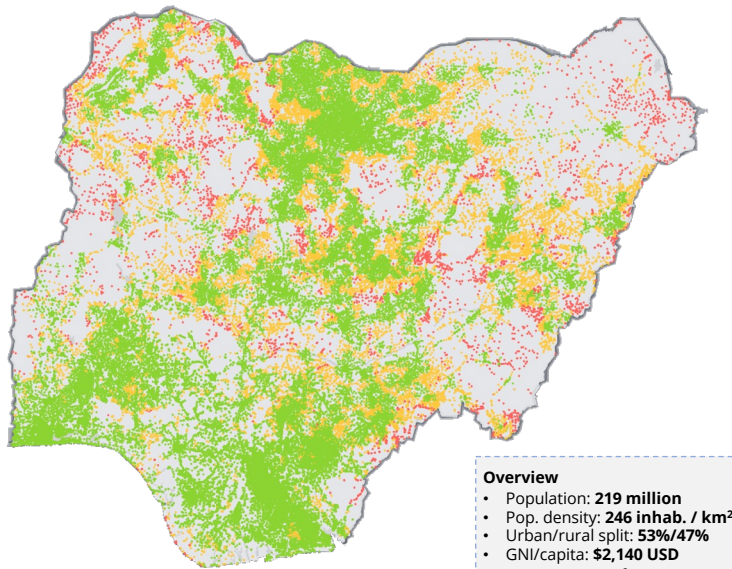 Overview
• Population: 219 million
• Pop. density: 246 inhab. / km²
• Urban/rural split: 53%/47%
• GNI/capita: $2,140 USD